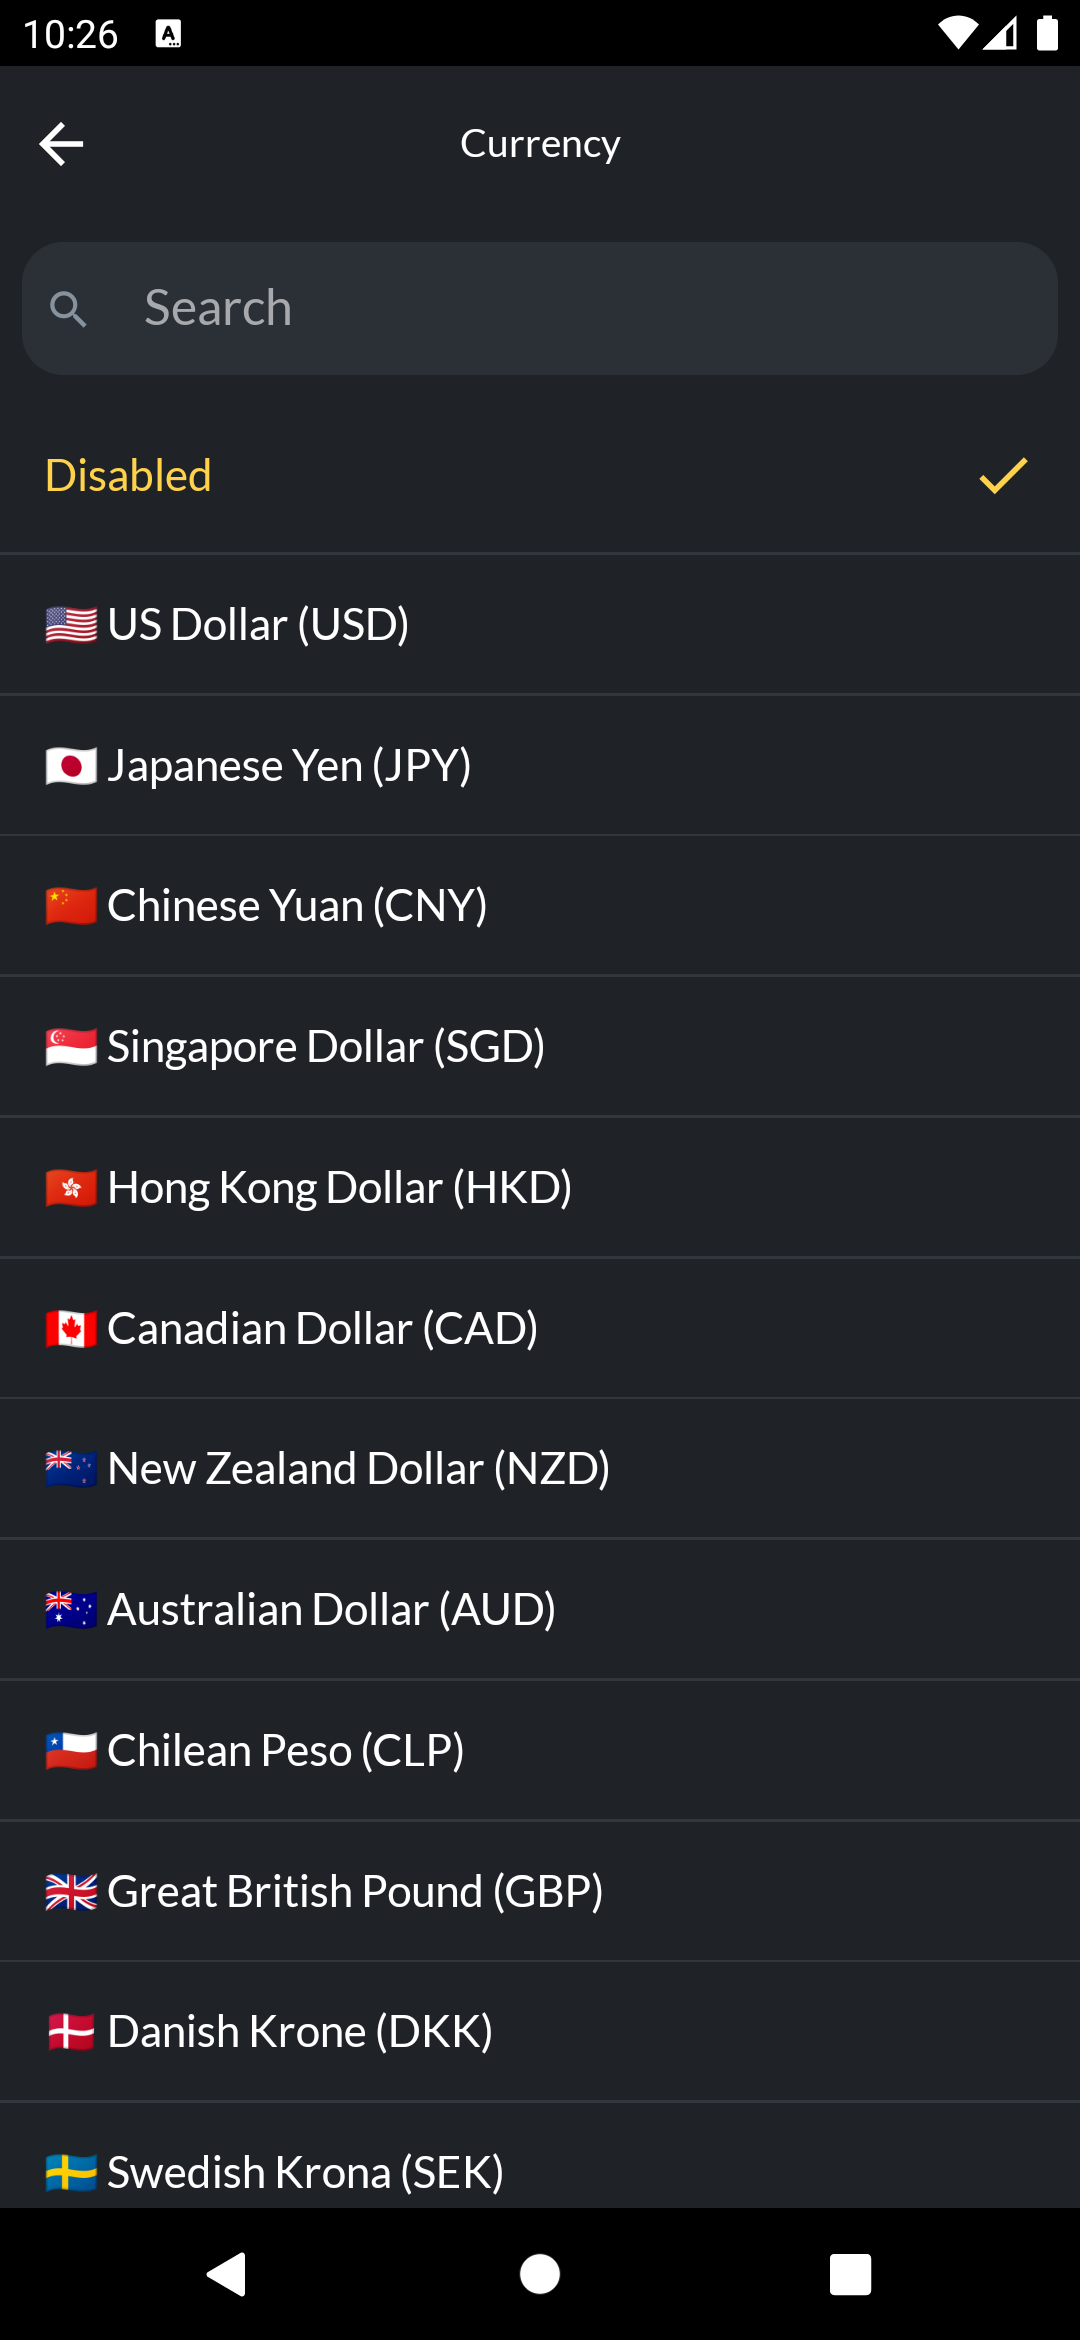 10:26
Currency
Search
Disabled
US Dollar (USD)
Japanese Yen (JPY)
Chinese Yuan (CNY)
Singapore Dollar (SGD)
Hong Kong Dollar (HKD)
Canadian Dollar (CAD)
New Zealand Dollar (NZD)
Australian Dollar (AUD)
Chilean Peso (CLP)
Great British Pound (GBP)
Danish Krone (DKK)
Swedish Krona (SEK)